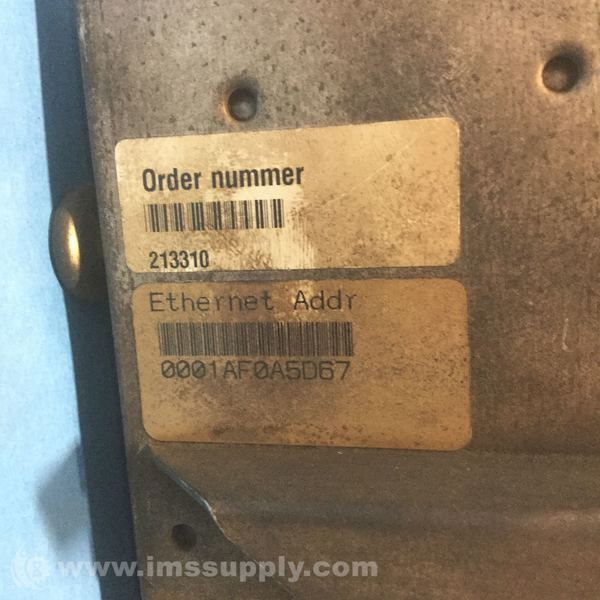 Order nummer
213310
Ethernet Addr
0001AF0A5D67
www.imssupply.com